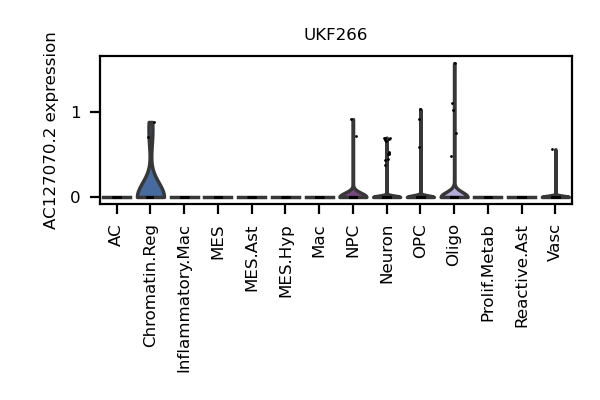 UKF266
AC127070.2 expression
1
0
AC
Chromatin.Reg
Inflammatory.Mac
MES
MES.Ast
MES.Hyp
Mac
NPC
Neuron
OPC
Oligo
Prolif.Metab
Reactive.Ast
Vasc